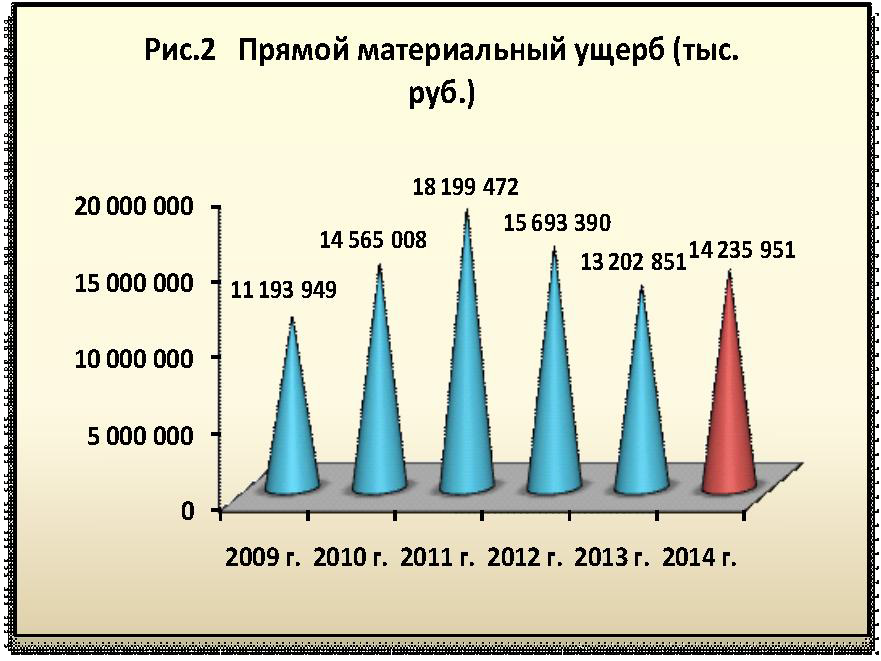 Рис.2 Прямой материальный ущерб (тыс.
руб.)
18 199 472
20 000 000
15 693 390
14 565 008
14 235 951
13 202 851
15 000 000
11 193 949
10 000 000
5 000 000
0
2009 г. 2010 г. 2011 г. 2012 г. 2013 г. 2014 г.